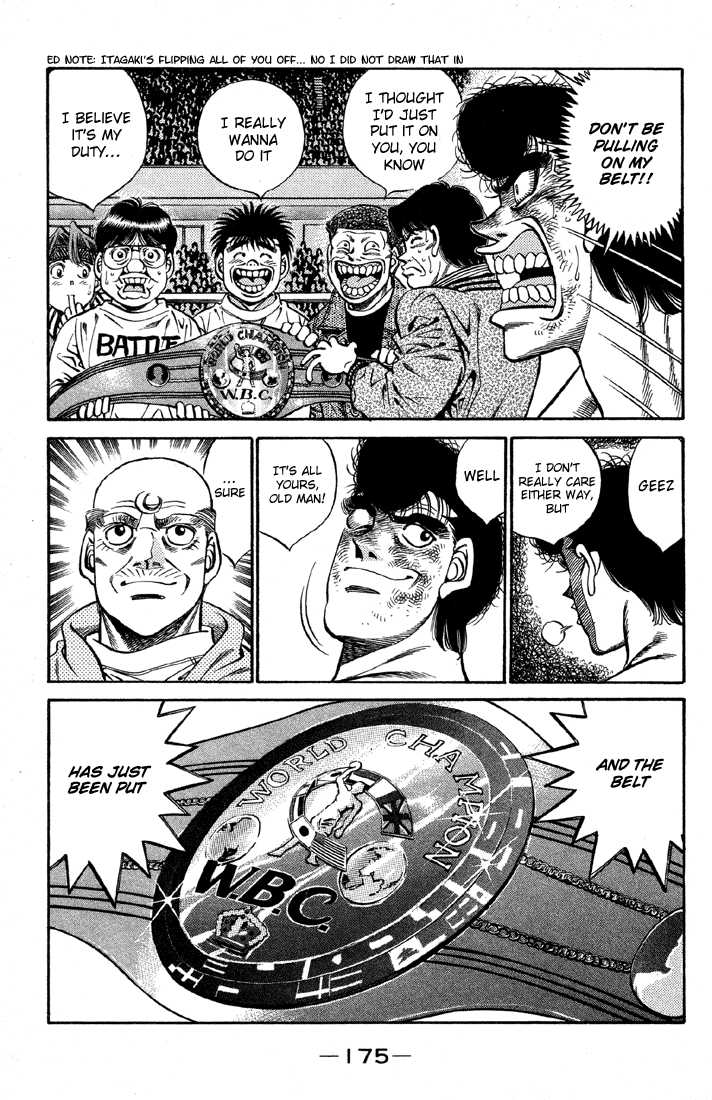 ED NOTE: ITAGAKI'S FLIPPING ALL OF YOU OFF... NO I DID NOT DRAW THAT IN
DON'T BE
PULLING
ON MY
BELT!!
I THOUGHT
I'D JUST
PUT IT ON
YOU, YOU
KNOW
I REALLY
WANNA
DO IT
I BELIEVE
IT'S MY
DUTY...
BATTLE
WORLD CHAMPION
W.B.C.
GEEZ
I DON'T
REALLY CARE
EITHER WAY,
BUT
WELL
IT'S ALL
YOURS,
OLD MAN!
...
SURE
AND THE
BELT
HAS JUST
BEEN PUT
WORLD CHAMPION
W.B.C.
—175—